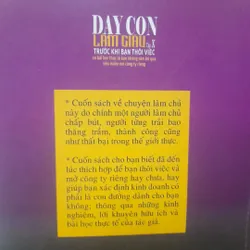 DẠY CON
LÀM GIÀU Tập X
TRƯỚC KHI BẠN THÔI VIỆC
* Cuốn sách về chuyện làm chủ
này do chính một người làm chủ
chấp bút, người từng trải bao
thăng trầm, thành công cũng
như thất bại trong thế giới thực.
* Cuốn sách cho bạn biết đã đến
lúc thích hợp để bạn thôi việc và
mở công ty riêng hay chưa, hay
giúp bạn xác định kinh doanh có
phải là con đường dành cho bạn
không; thông qua những kinh
nghiệm, lời khuyên hữu ích và
bài học thực tế của tác giả.